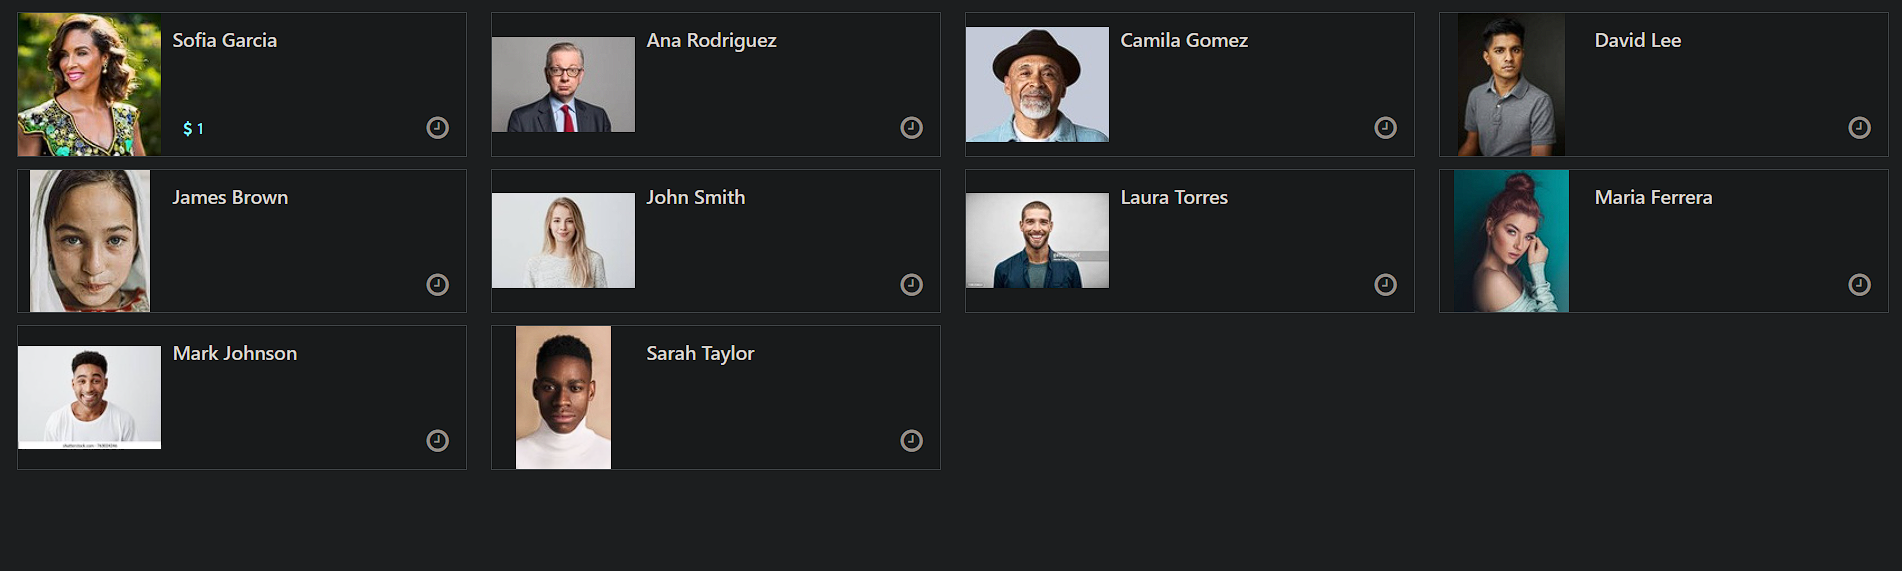 Sofia Garcia
$ 1
Ana Rodriguez
Camila Gomez
David Lee
James Brown
John Smith
Laura Torres
Maria Ferrera
Mark Johnson
Sarah Taylor